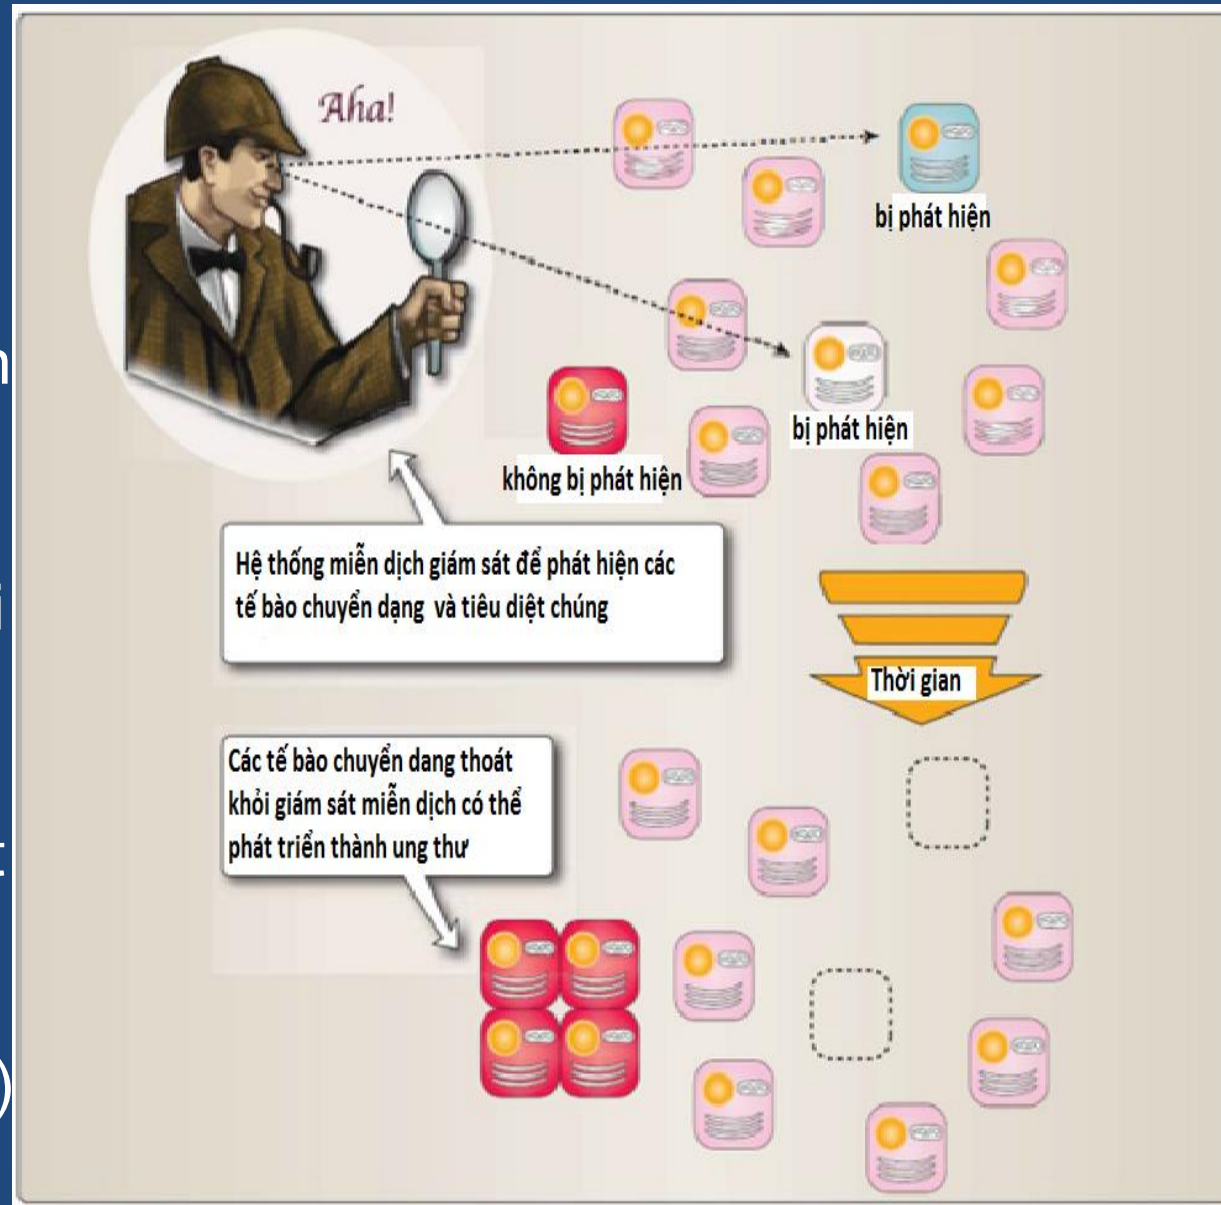 Aha!
bị phát hiện
bị phát hiện
không bị phát hiện
Hệ thống miễn dịch giám sát để phát hiện các
tế bào chuyển dạng và tiêu diệt chúng
Thời gian
Các tế bào chuyển dang thoát
khỏi giám sát miễn dịch có thể
phát triển thành ung thư